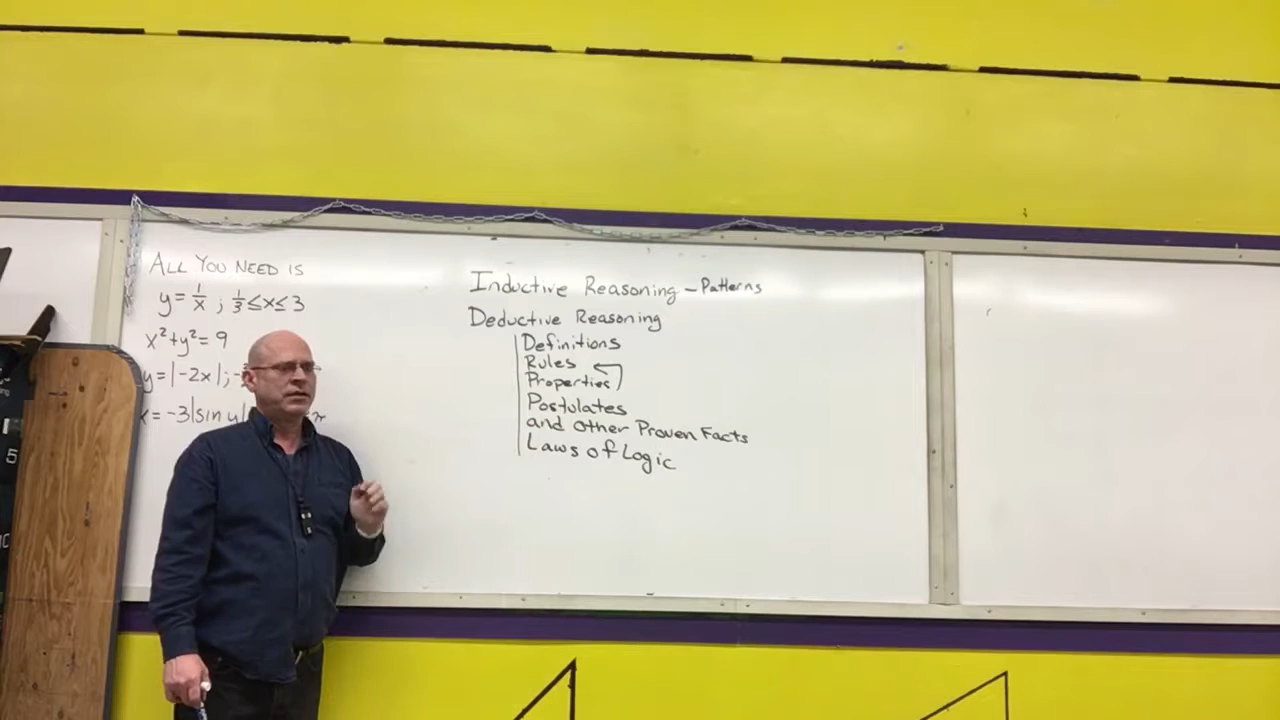 ALL YOU NEED IS
y = 1/x ; 1/3 ≤ x ≤ 3
x² + y² = 9
y = |-2x| ; -
x = -3|sin y|
Inductive Reasoning – Patterns
Deductive Reasoning
Definitions
Rules
Properties
Postulates
and other Proven Facts
Laws of Logic
5